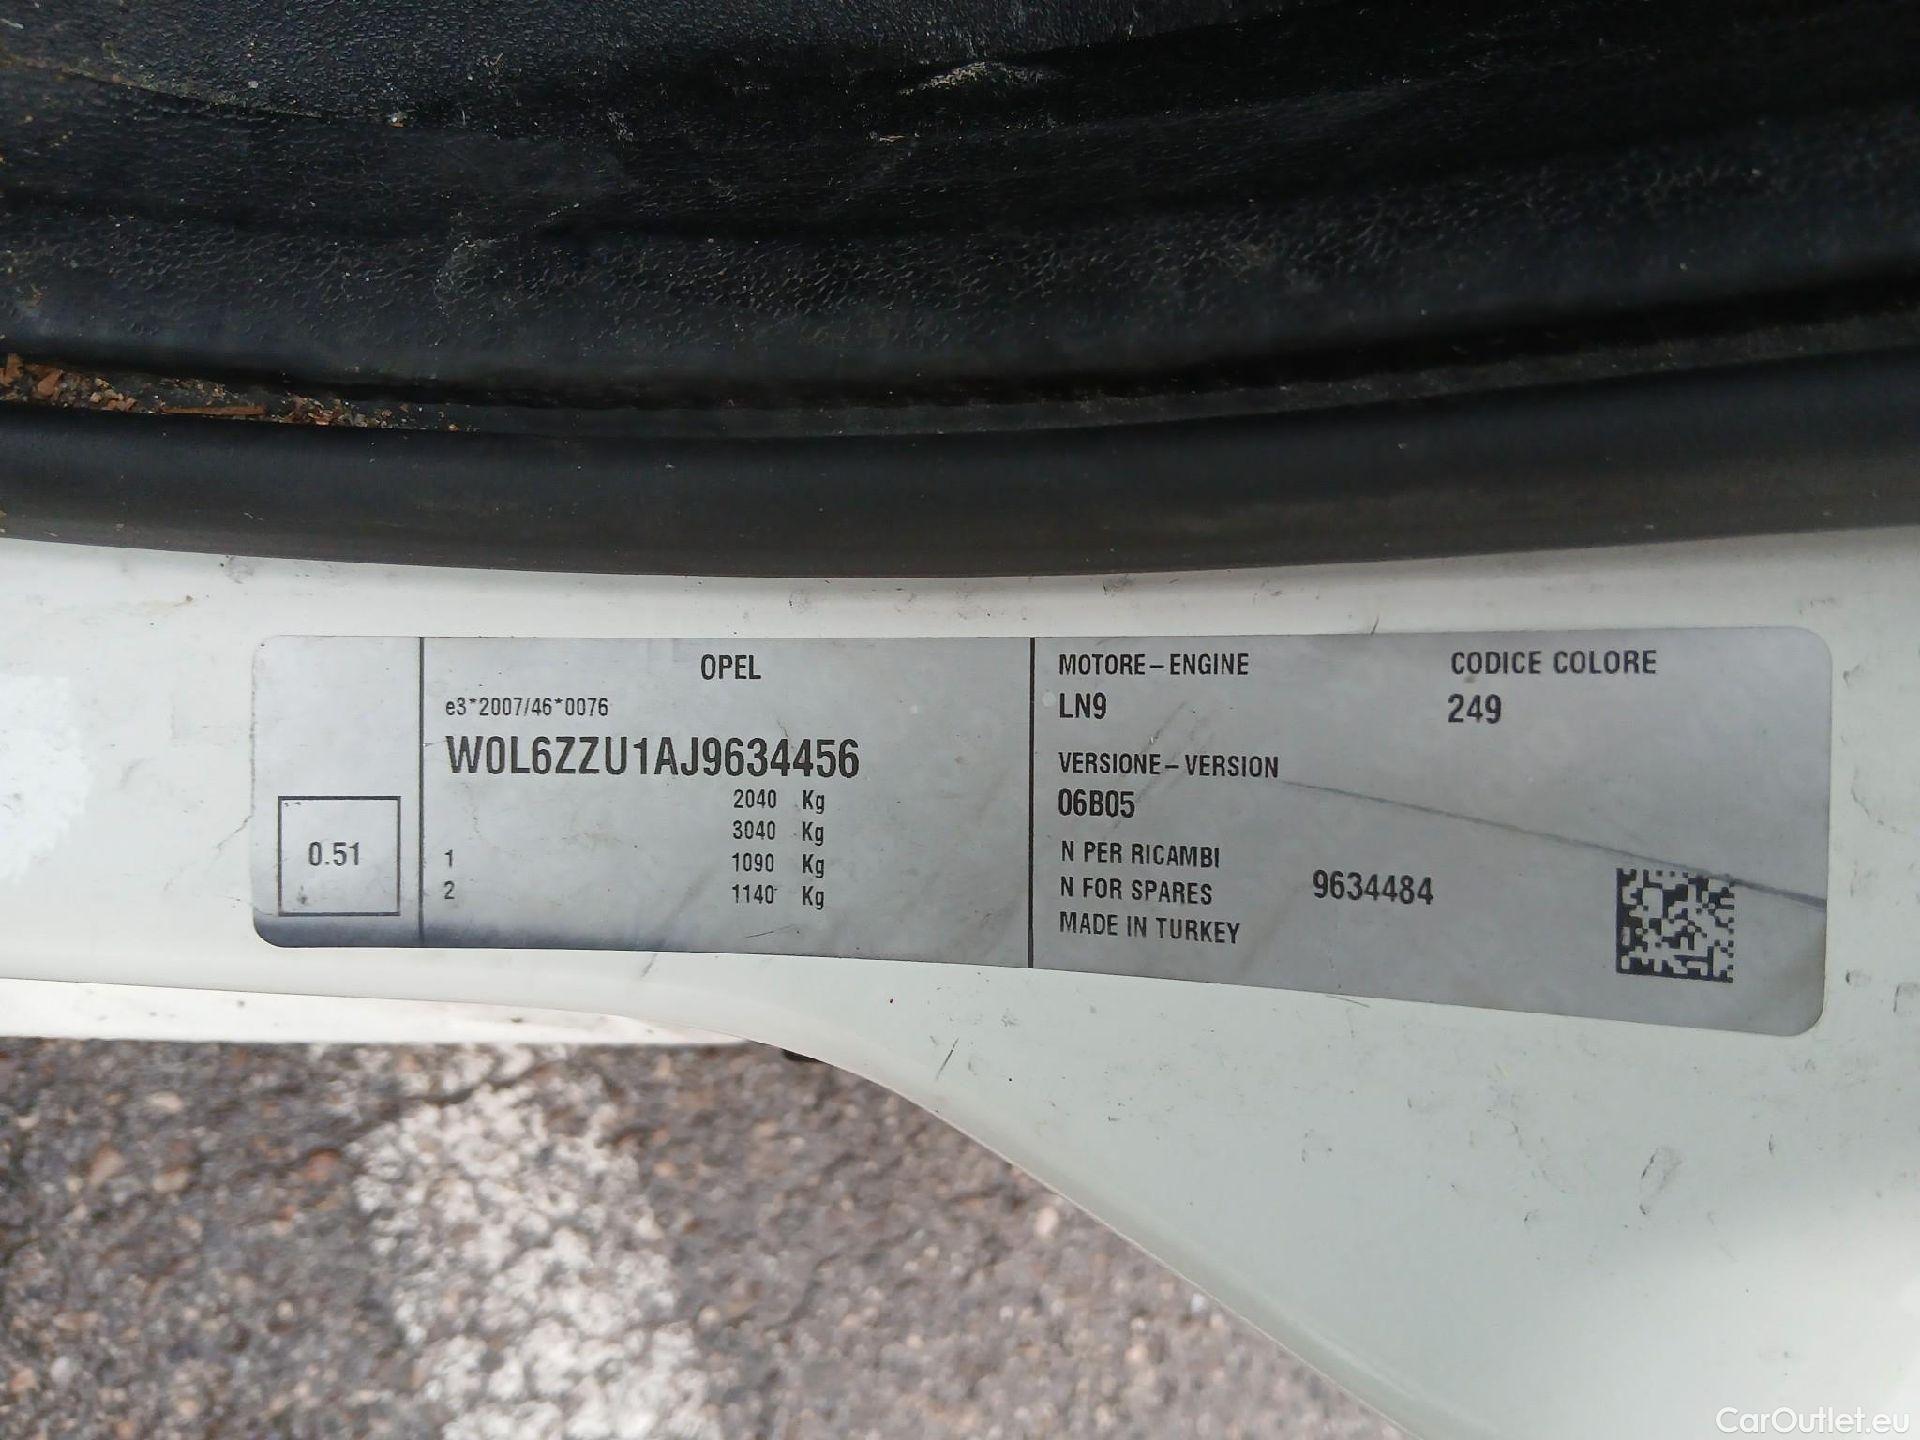 OPEL
e3*2007/46*0076
W0L6ZZU1AJ9634456
2040 Kg
3040 Kg
1 1090 Kg
2 1140 Kg
0.51
MOTORE-ENGINE
LN9
CODICE COLORE
249
VERSIONE-VERSION
06B05
N PER RICAMBI
N FOR SPARES 9634484
MADE IN TURKEY
CarOutlet.eu